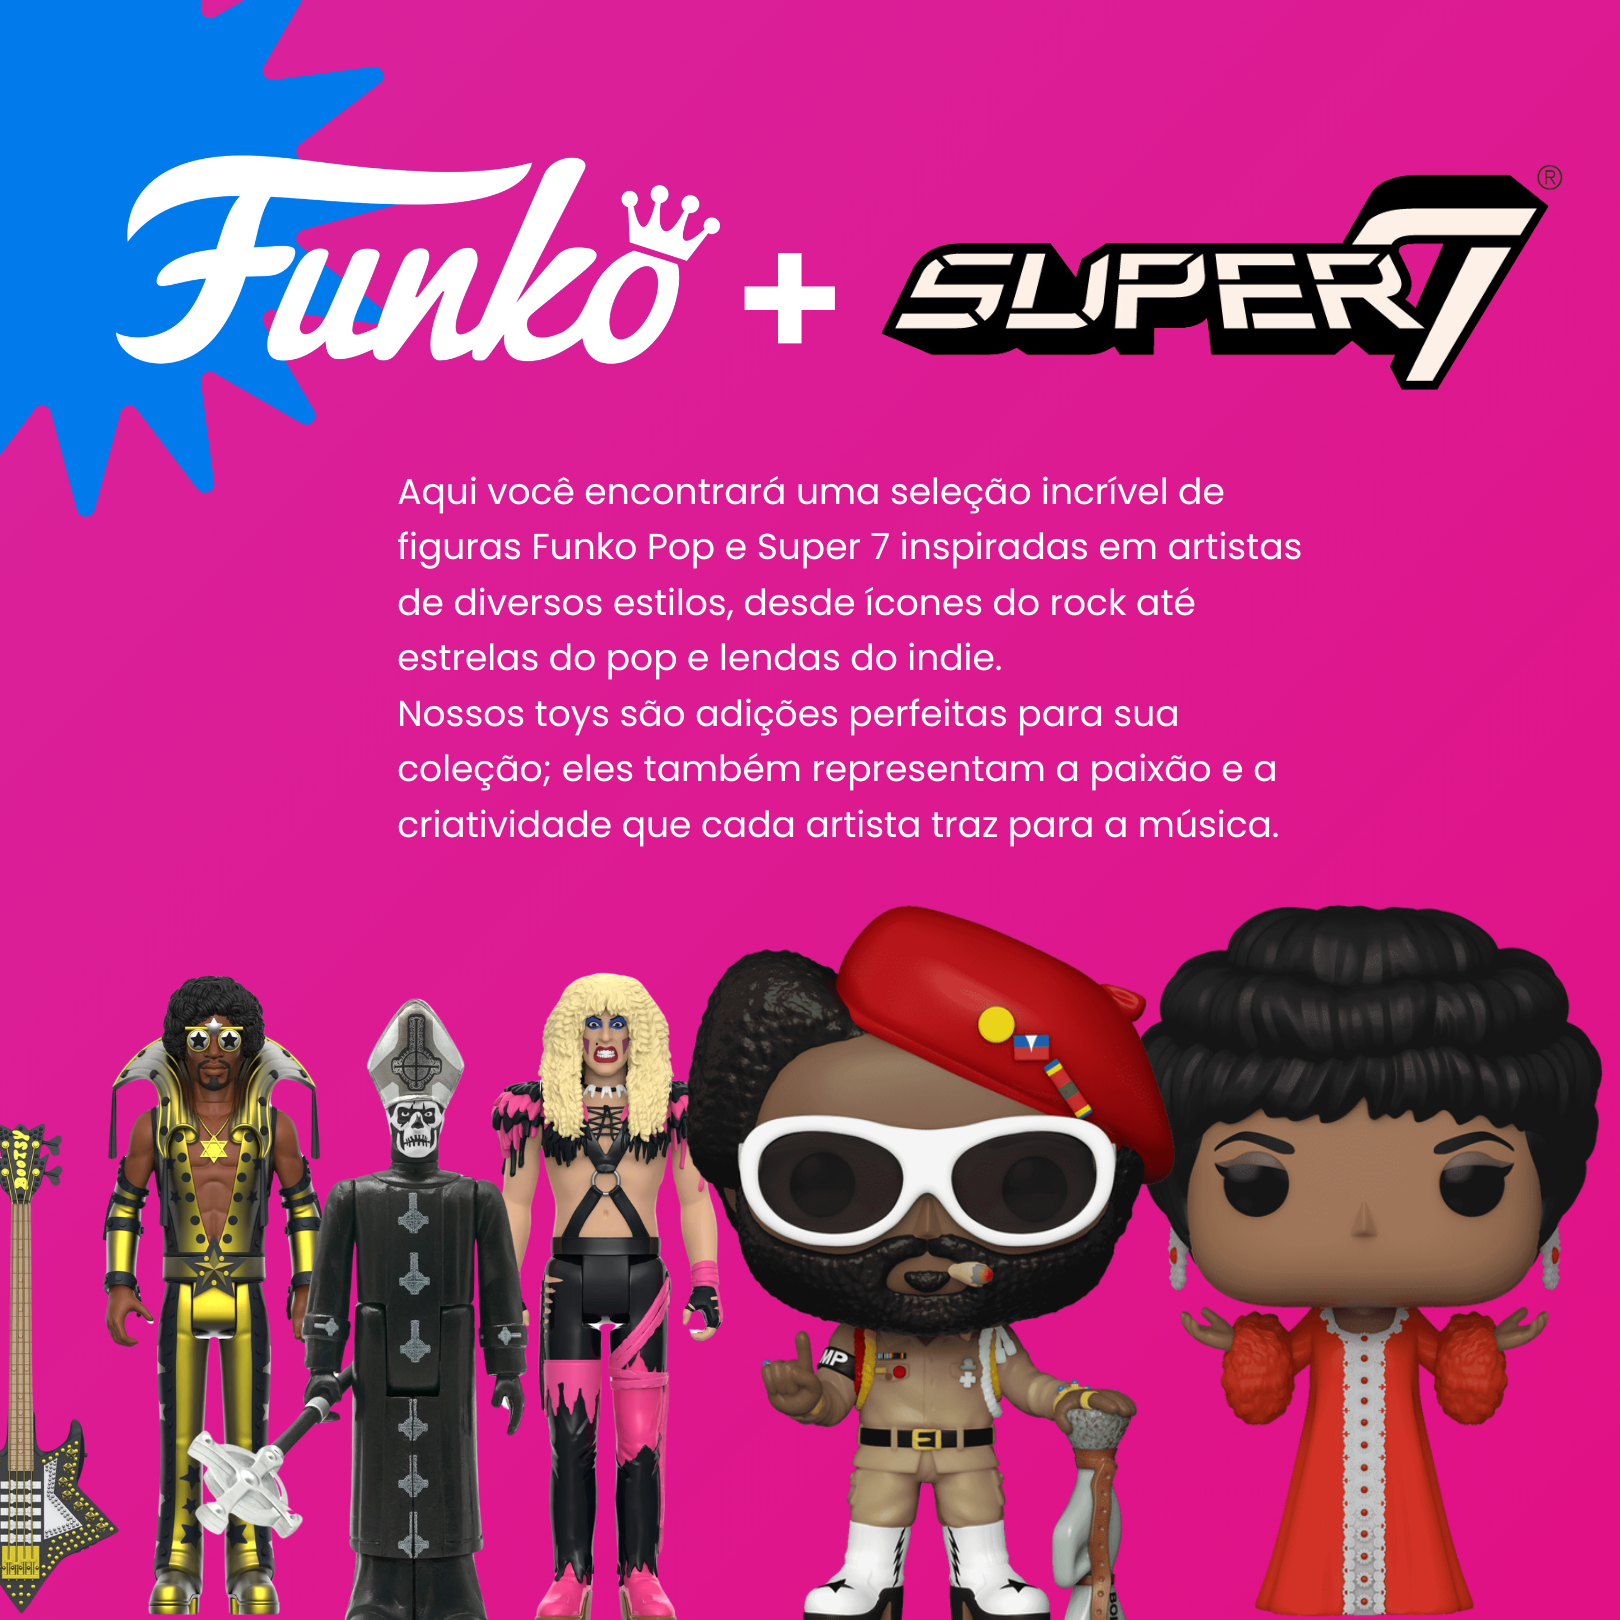 Funko + SUPER7®
Aqui você encontrará uma seleção incrível de
figuras Funko Pop e Super 7 inspiradas em artistas
de diversos estilos, desde ícones do rock até
estrelas do pop e lendas do indie.
Nossos toys são adições perfeitas para sua
coleção; eles também representam a paixão e a
criatividade que cada artista traz para a música.
BOOTSY
MP